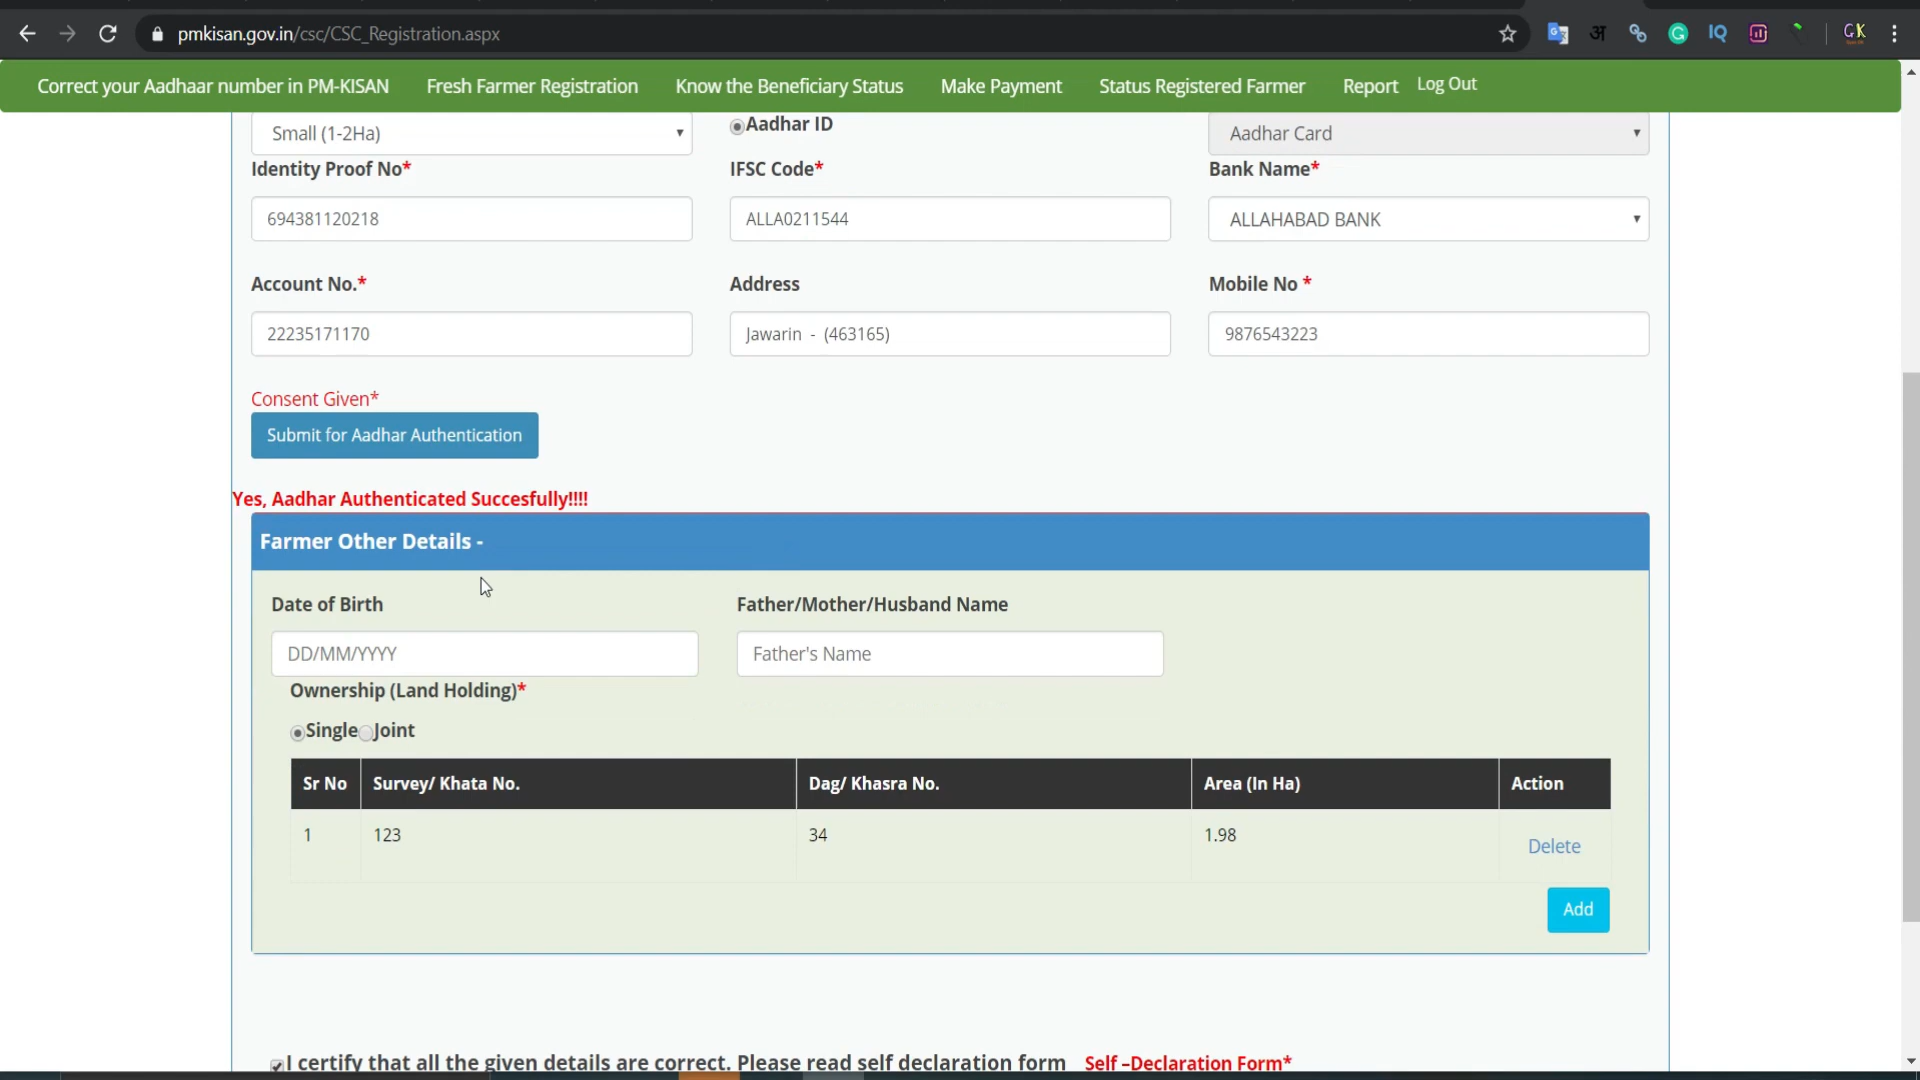 pmkisan.gov.in/csc/CSC_Registration.aspx
Correct your Aadhaar number in PM-KISAN Fresh Farmer Registration Know the Beneficiary Status Make Payment Status Registered Farmer Report Log Out
Small (1-2Ha) Aadhar ID Aadhar Card
Identity Proof No* IFSC Code* Bank Name*
694381120218 ALLA0211544 ALLAHABAD BANK
Account No.* Address Mobile No *
22235171170 Jawarin - (463165) 9876543223
Consent Given*
Submit for Aadhar Authentication
Yes, Aadhar Authenticated Succesfully!!!!
Farmer Other Details -
Date of Birth Father/Mother/Husband Name
DD/MM/YYYY Father's Name
Ownership (Land Holding)*
Single Joint
Sr No Survey/ Khata No. Dag/ Khasra No. Area (In Ha) Action
1 123 34 1.98 Delete
Add
I certify that all the given details are correct. Please read self declaration form Self –Declaration Form*